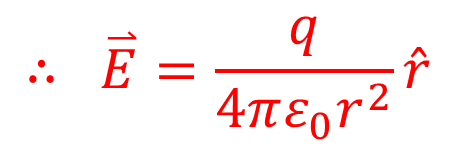 ∴ E⃗ = q / (4πε₀r²) r̂